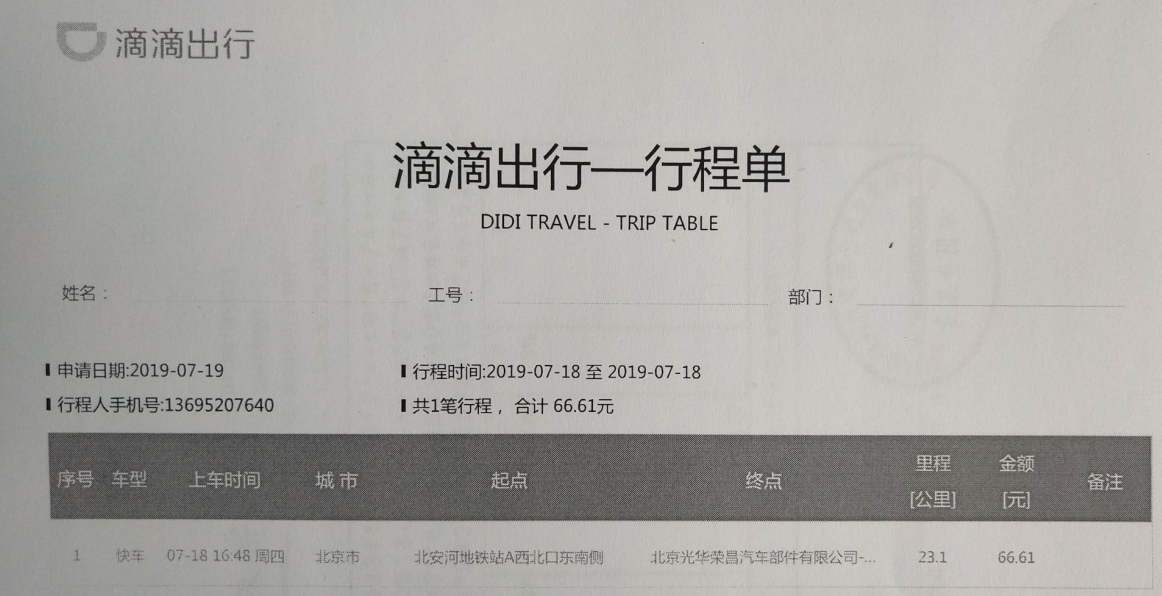 滴滴出行
滴滴出行—行程单
DIDI TRAVEL - TRIP TABLE
姓名： 工号： 部门：
申请日期:2019-07-19 行程时间:2019-07-18 至 2019-07-18
行程人手机号:13695207640 共1笔行程， 合计 66.61元
序号 车型 上车时间 城市 起点 终点 里程 [公里] 金额 [元] 备注
1 快车 07-18 16:48 周四 北京市 北安河地铁站A西北口东南侧 北京光华荣昌汽车部件有限公司-... 23.1 66.61